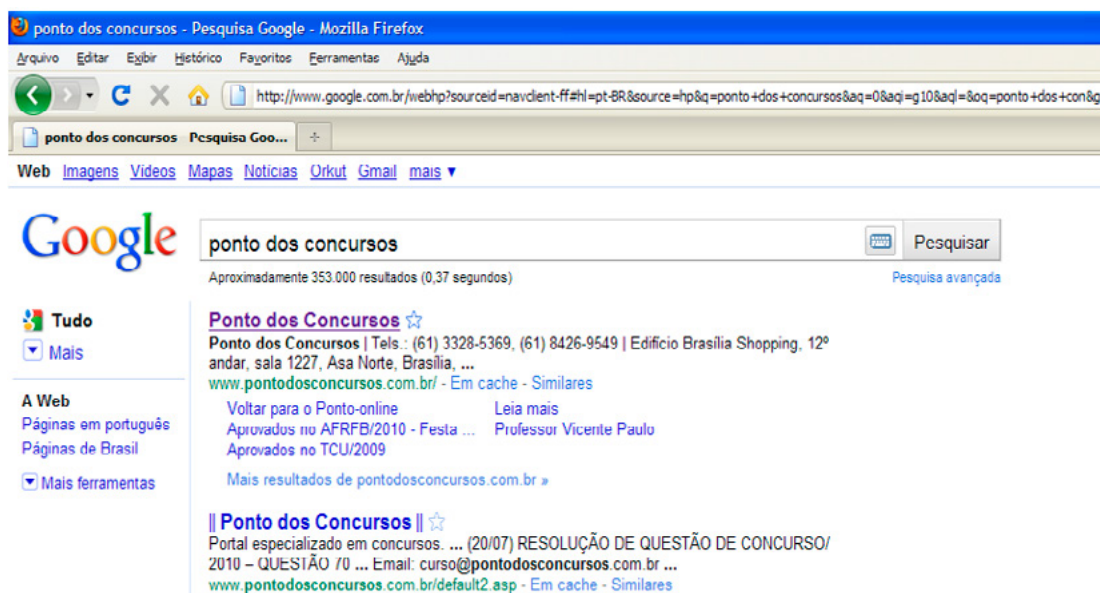 ponto dos concursos - Pesquisa Google - Mozilla Firefox
Arquivo Editar Exibir Histórico Favoritos Ferramentas Ajuda
http://www.google.com.br/webhp?sourceid=navclient-ff#hl=pt-BR&source=hp&q=ponto+dos+concursos&aq=0&aqi=g10&aql=&oq=ponto+dos+con&g
ponto dos concursos Pesquisa Goo...
Web Imagens Vídeos Mapas Notícias Orkut Gmail mais ▼
Google
ponto dos concursos Pesquisar
Aproximadamente 353.000 resultados (0,37 segundos) Pesquisa avançada
Tudo
Mais
A Web
Páginas em português
Páginas de Brasil
Mais ferramentas
Ponto dos Concursos
Ponto dos Concursos | Tels.: (61) 3328-5369, (61) 8426-9549 | Edifício Brasília Shopping, 12º
andar, sala 1227, Asa Norte, Brasília, ...
www.pontodosconcursos.com.br/ - Em cache - Similares
Voltar para o Ponto-online Leia mais
Aprovados no AFRFB/2010 - Festa ... Professor Vicente Paulo
Aprovados no TCU/2009
Mais resultados de pontodosconcursos.com.br »
|| Ponto dos Concursos ||
Portal especializado em concursos. ... (20/07) RESOLUÇÃO DE QUESTÃO DE CONCURSO/
2010 – QUESTÃO 70 ... Email: curso@pontodosconcursos.com.br ...
www.pontodosconcursos.com.br/default2.asp - Em cache - Similares